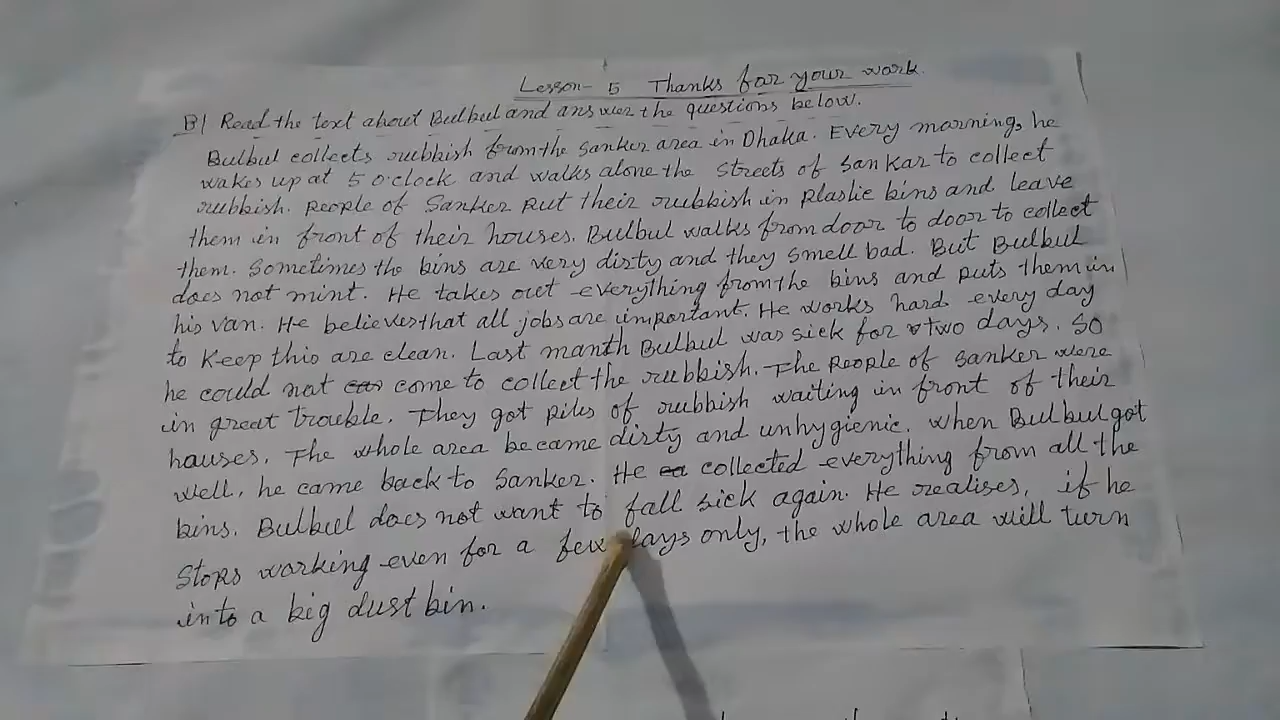 Lesson- 5 Thanks for your work.
B) Read the text about Bulbul and answer the questions below.
Bulbul collects rubbish from the Sanker area in Dhaka. Every morning, he
wakes up at 5 o'clock and walks alone the streets of Sankar to collect
rubbish. People of Sanker put their rubbish in plastic bins and leave
them in front of their houses. Bulbul walks from door to door to collect
them. Sometimes the bins are very dirty and they smell bad. But Bulbul
does not mint. He takes out everything from the bins and puts them in
his van. He believes that all jobs are important. He works hard every day
to keep this are clean. Last manth Bulbul was sick for two days. So
he could not come to collect the rubbish. The people of Sanker were
in great trouble. They got piles of rubbish waiting in front of their
hauses. The whole area became dirty and unhygienic. when Bulbul got
well, he came back to Sanker. He collected everything from all the
bins. Bulbul does not want to fall sick again. He realises, if he
stops working even for a few days only, the whole area will turn
into a big dust bin.